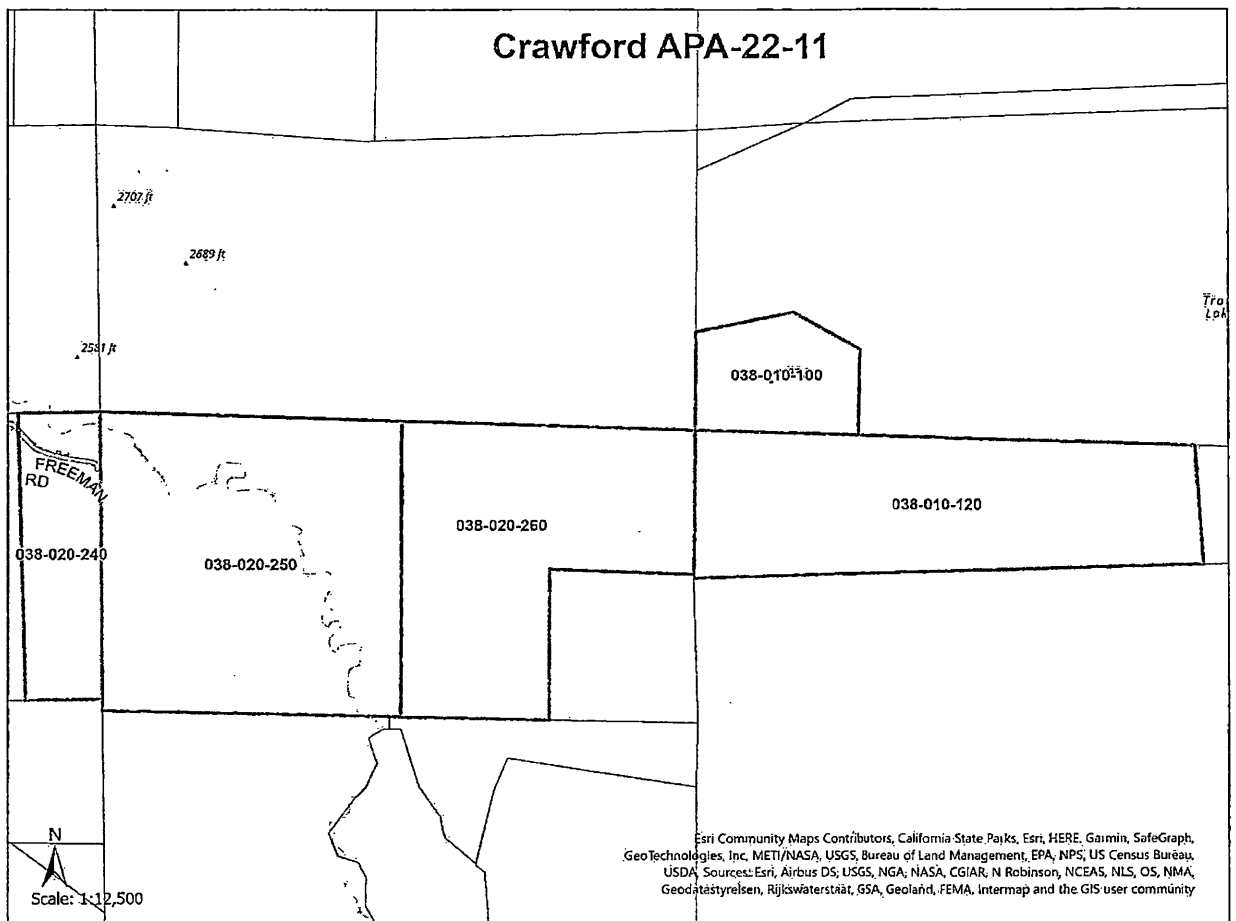 Crawford APA-22-11
2707 ft
2689 ft
2581 ft
Tra
Lak
038-010-100
FREEMAN
RD
038-010-120
038-020-260
038-020-240
038-020-250
N
Scale: 1:12,500
Esri Community Maps Contributors, California State Parks, Esri, HERE, Garmin, SafeGraph,
GeoTechnologies, Inc, METI/NASA, USGS, Bureau of Land Management, EPA, NPS, US Census Bureau,
USDA, Sources: Esri, Airbus DS, USGS, NGA, NASA, CGIAR, N Robinson, NCEAS, NLS, OS, NMA,
Geodatastyrelsen, Rijkswaterstaat, GSA, Geoland, FEMA, Intermap and the GIS user community